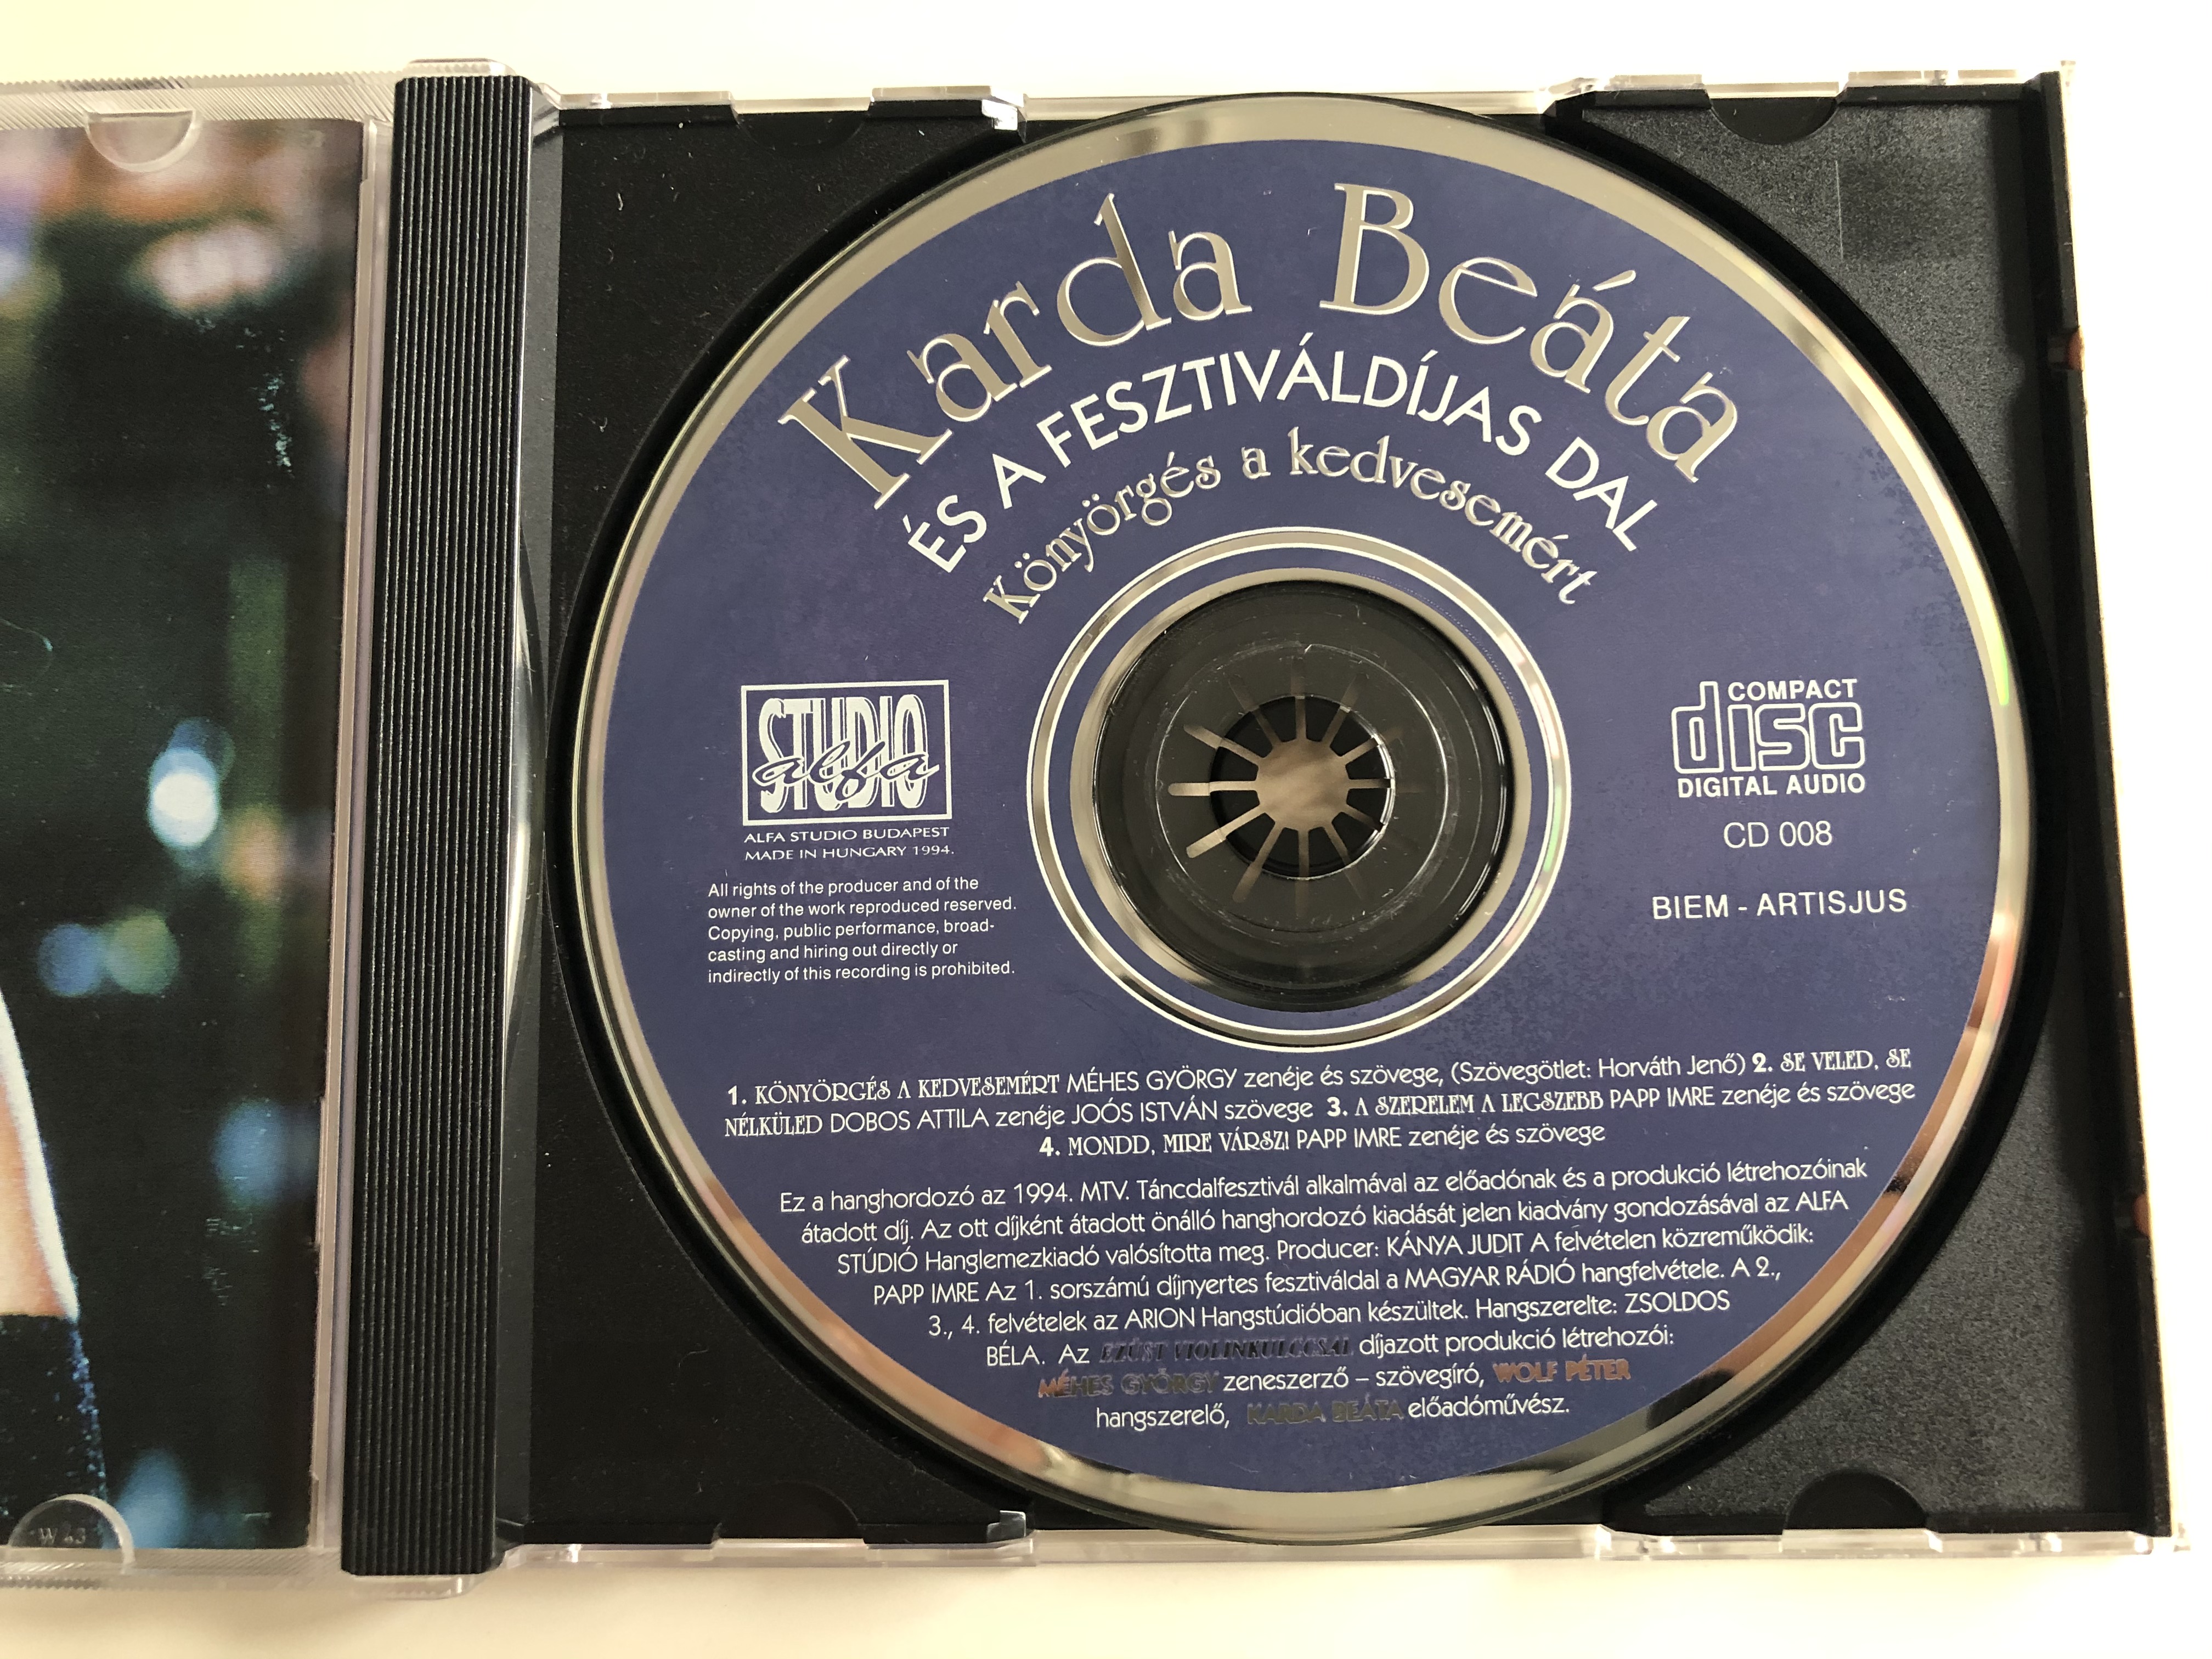 Karda Beáta
ÉS A FESZTIVÁLDÍJAS DAL
Könyörgés a kedvesemért
STUDIO
alfa
ALFA STUDIO BUDAPEST
MADE IN HUNGARY 1994.
All rights of the producer and of the
owner of the work reproduced reserved.
Copying, public performance, broad-
casting and hiring out directly or
indirectly of this recording is prohibited.
COMPACT
disc
DIGITAL AUDIO
CD 008
BIEM - ARTISJUS
1. KÖNYÖRGÉS A KEDVESEMÉRT MÉHES GYÖRGY zenéje és szövege, (Szövegötlet: Horváth Jenő) 2. SE VELED, SE
NÉLKÜLED DOBOS ATTILA zenéje JOÓS ISTVÁN szövege 3. A SZERELEM A LEGSZEBB PAPP IMRE zenéje és szövege
4. MONDD, MIRE VÁRSZ! PAPP IMRE zenéje és szövege
Ez a hanghordozó az 1994. MTV. Táncdalfesztivál alkalmával az előadónak és a produkció létrehozóinak
átadott díj. Az ott díjként átadott önálló hanghordozó kiadását jelen kiadvány gondozásával az ALFA
STÚDIÓ Hanglemezkiadó valósította meg. Producer: KÁNYA JUDIT A felvételen közreműködik:
PAPP IMRE Az 1. sorszámú díjnyertes fesztiváldal a MAGYAR RÁDIÓ hangfelvétele. A 2.,
3., 4. felvételek az ARION Hangstúdióban készültek. Hangszerelte: ZSOLDOS
BÉLA. Az EZÜST VIOLINKULCCSAL díjazott produkció létrehozói:
MÉHES GYÖRGY zeneszerző – szövegíró, WOLF PÉTER
hangszerelő, KARDA BEÁTA előadóművész.
W 43